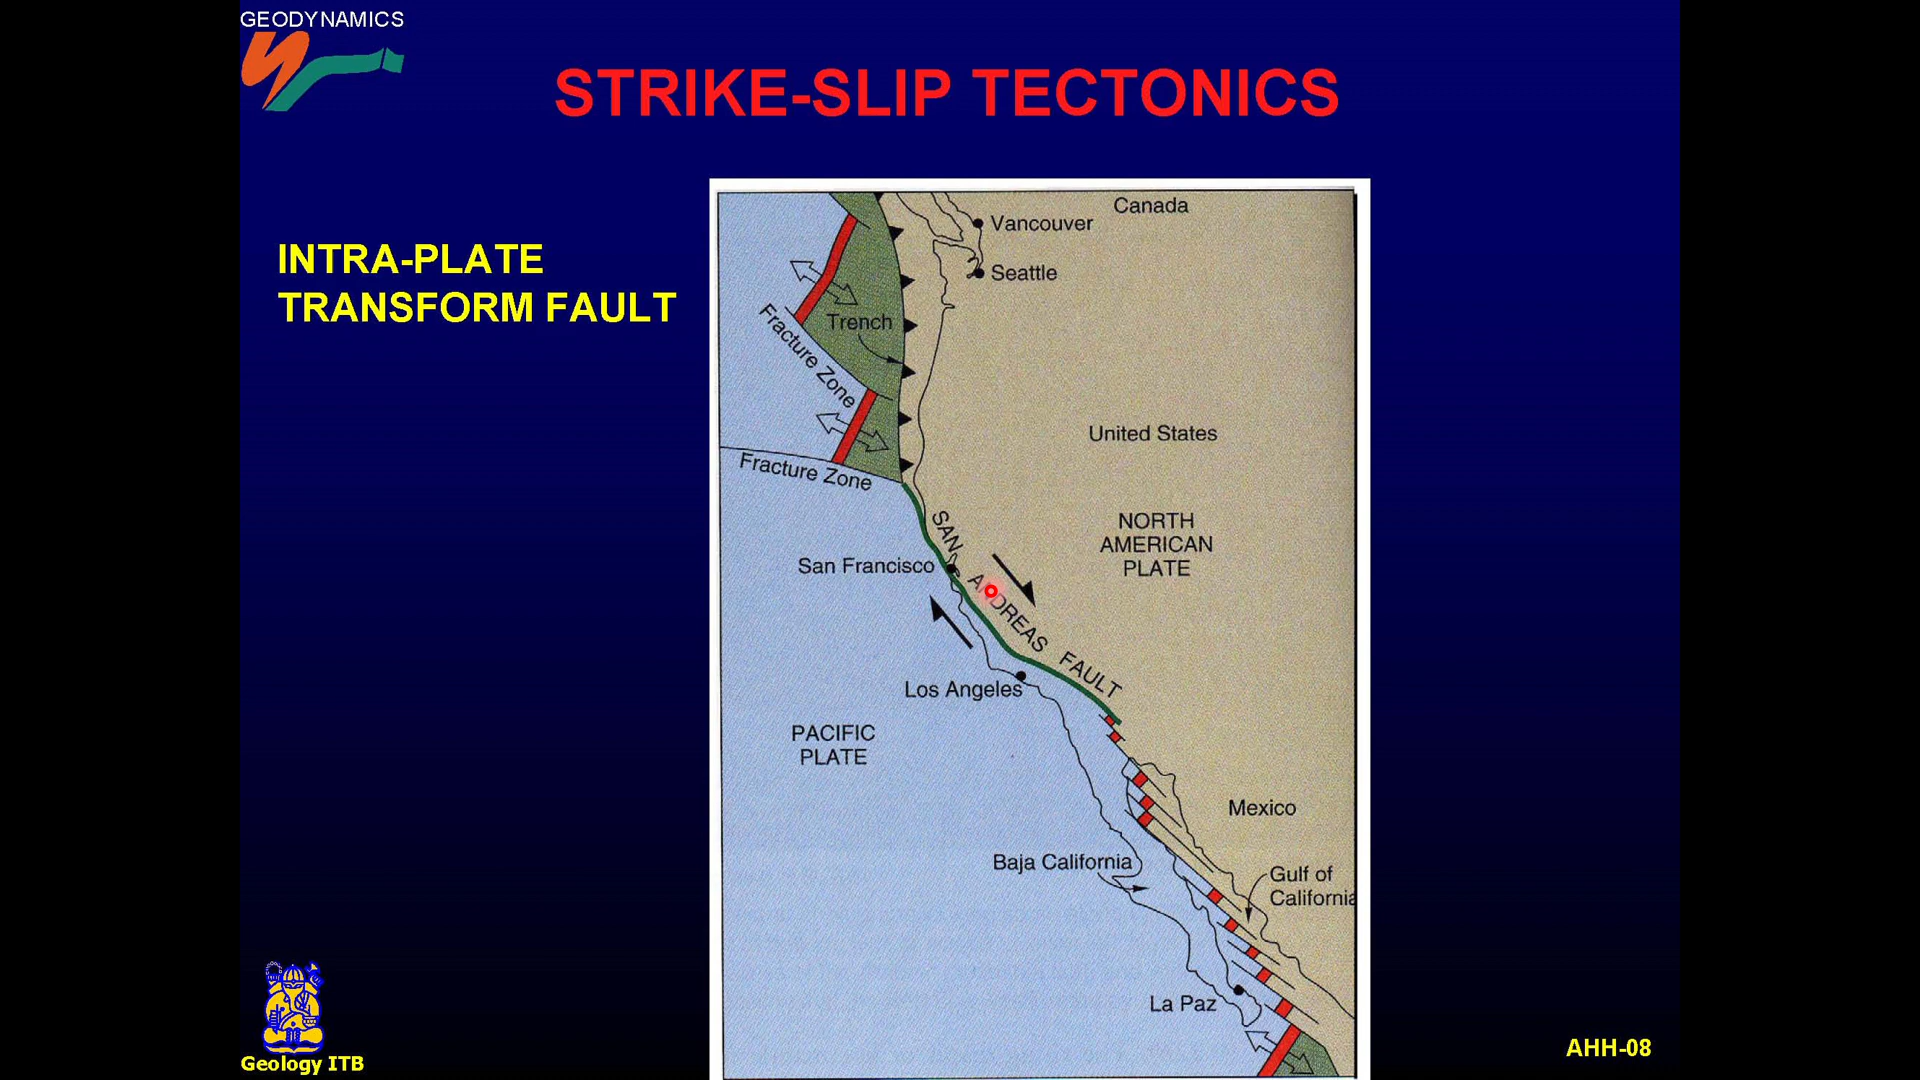 GEODYNAMICS
STRIKE-SLIP TECTONICS
INTRA-PLATE
TRANSFORM FAULT
Canada
Vancouver
Seattle
Trench
Fracture Zone
United States
Fracture Zone
NORTH
AMERICAN
PLATE
San Francisco
SAN ANDREAS FAULT
Los Angeles
PACIFIC
PLATE
Mexico
Baja California
Gulf of
California
La Paz
Geology ITB
AHH-08